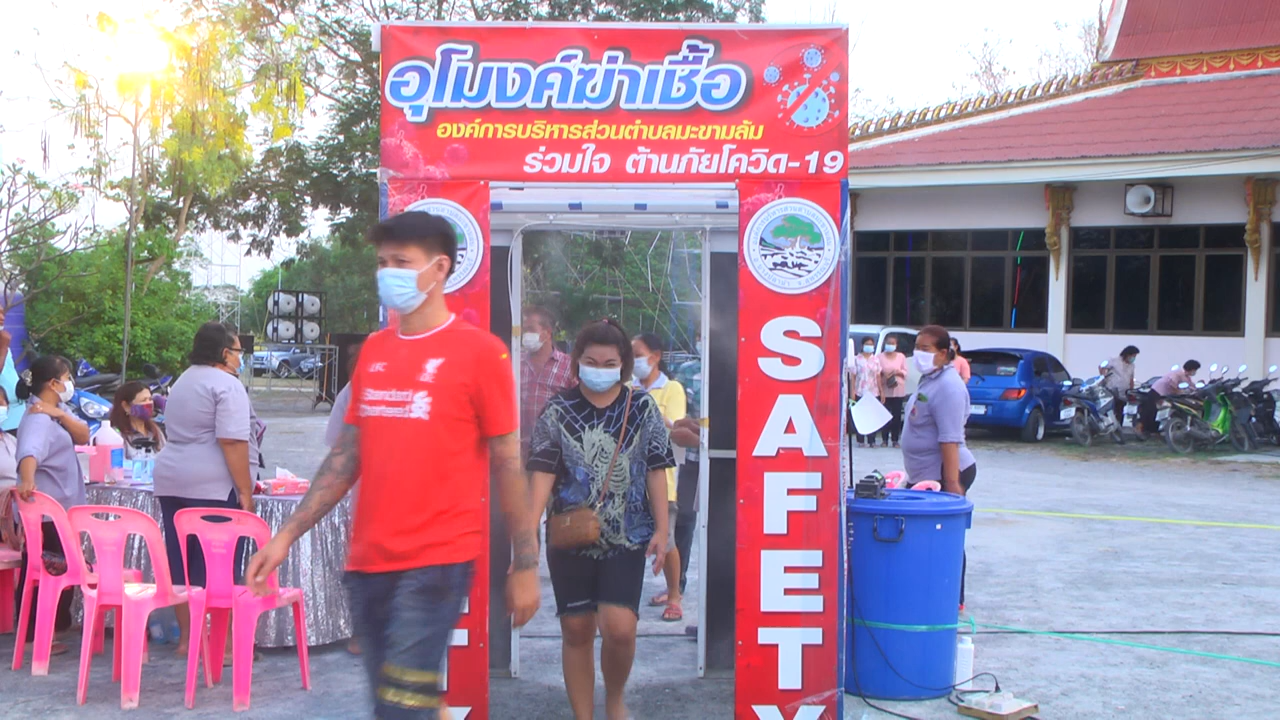 อุโมงค์ฆ่าเชื้อ
องค์การบริหารส่วนตำบลมะขามล้ม
ร่วมใจ ต้านภัยโควิด-19
SAFETY
Standard
Chartered